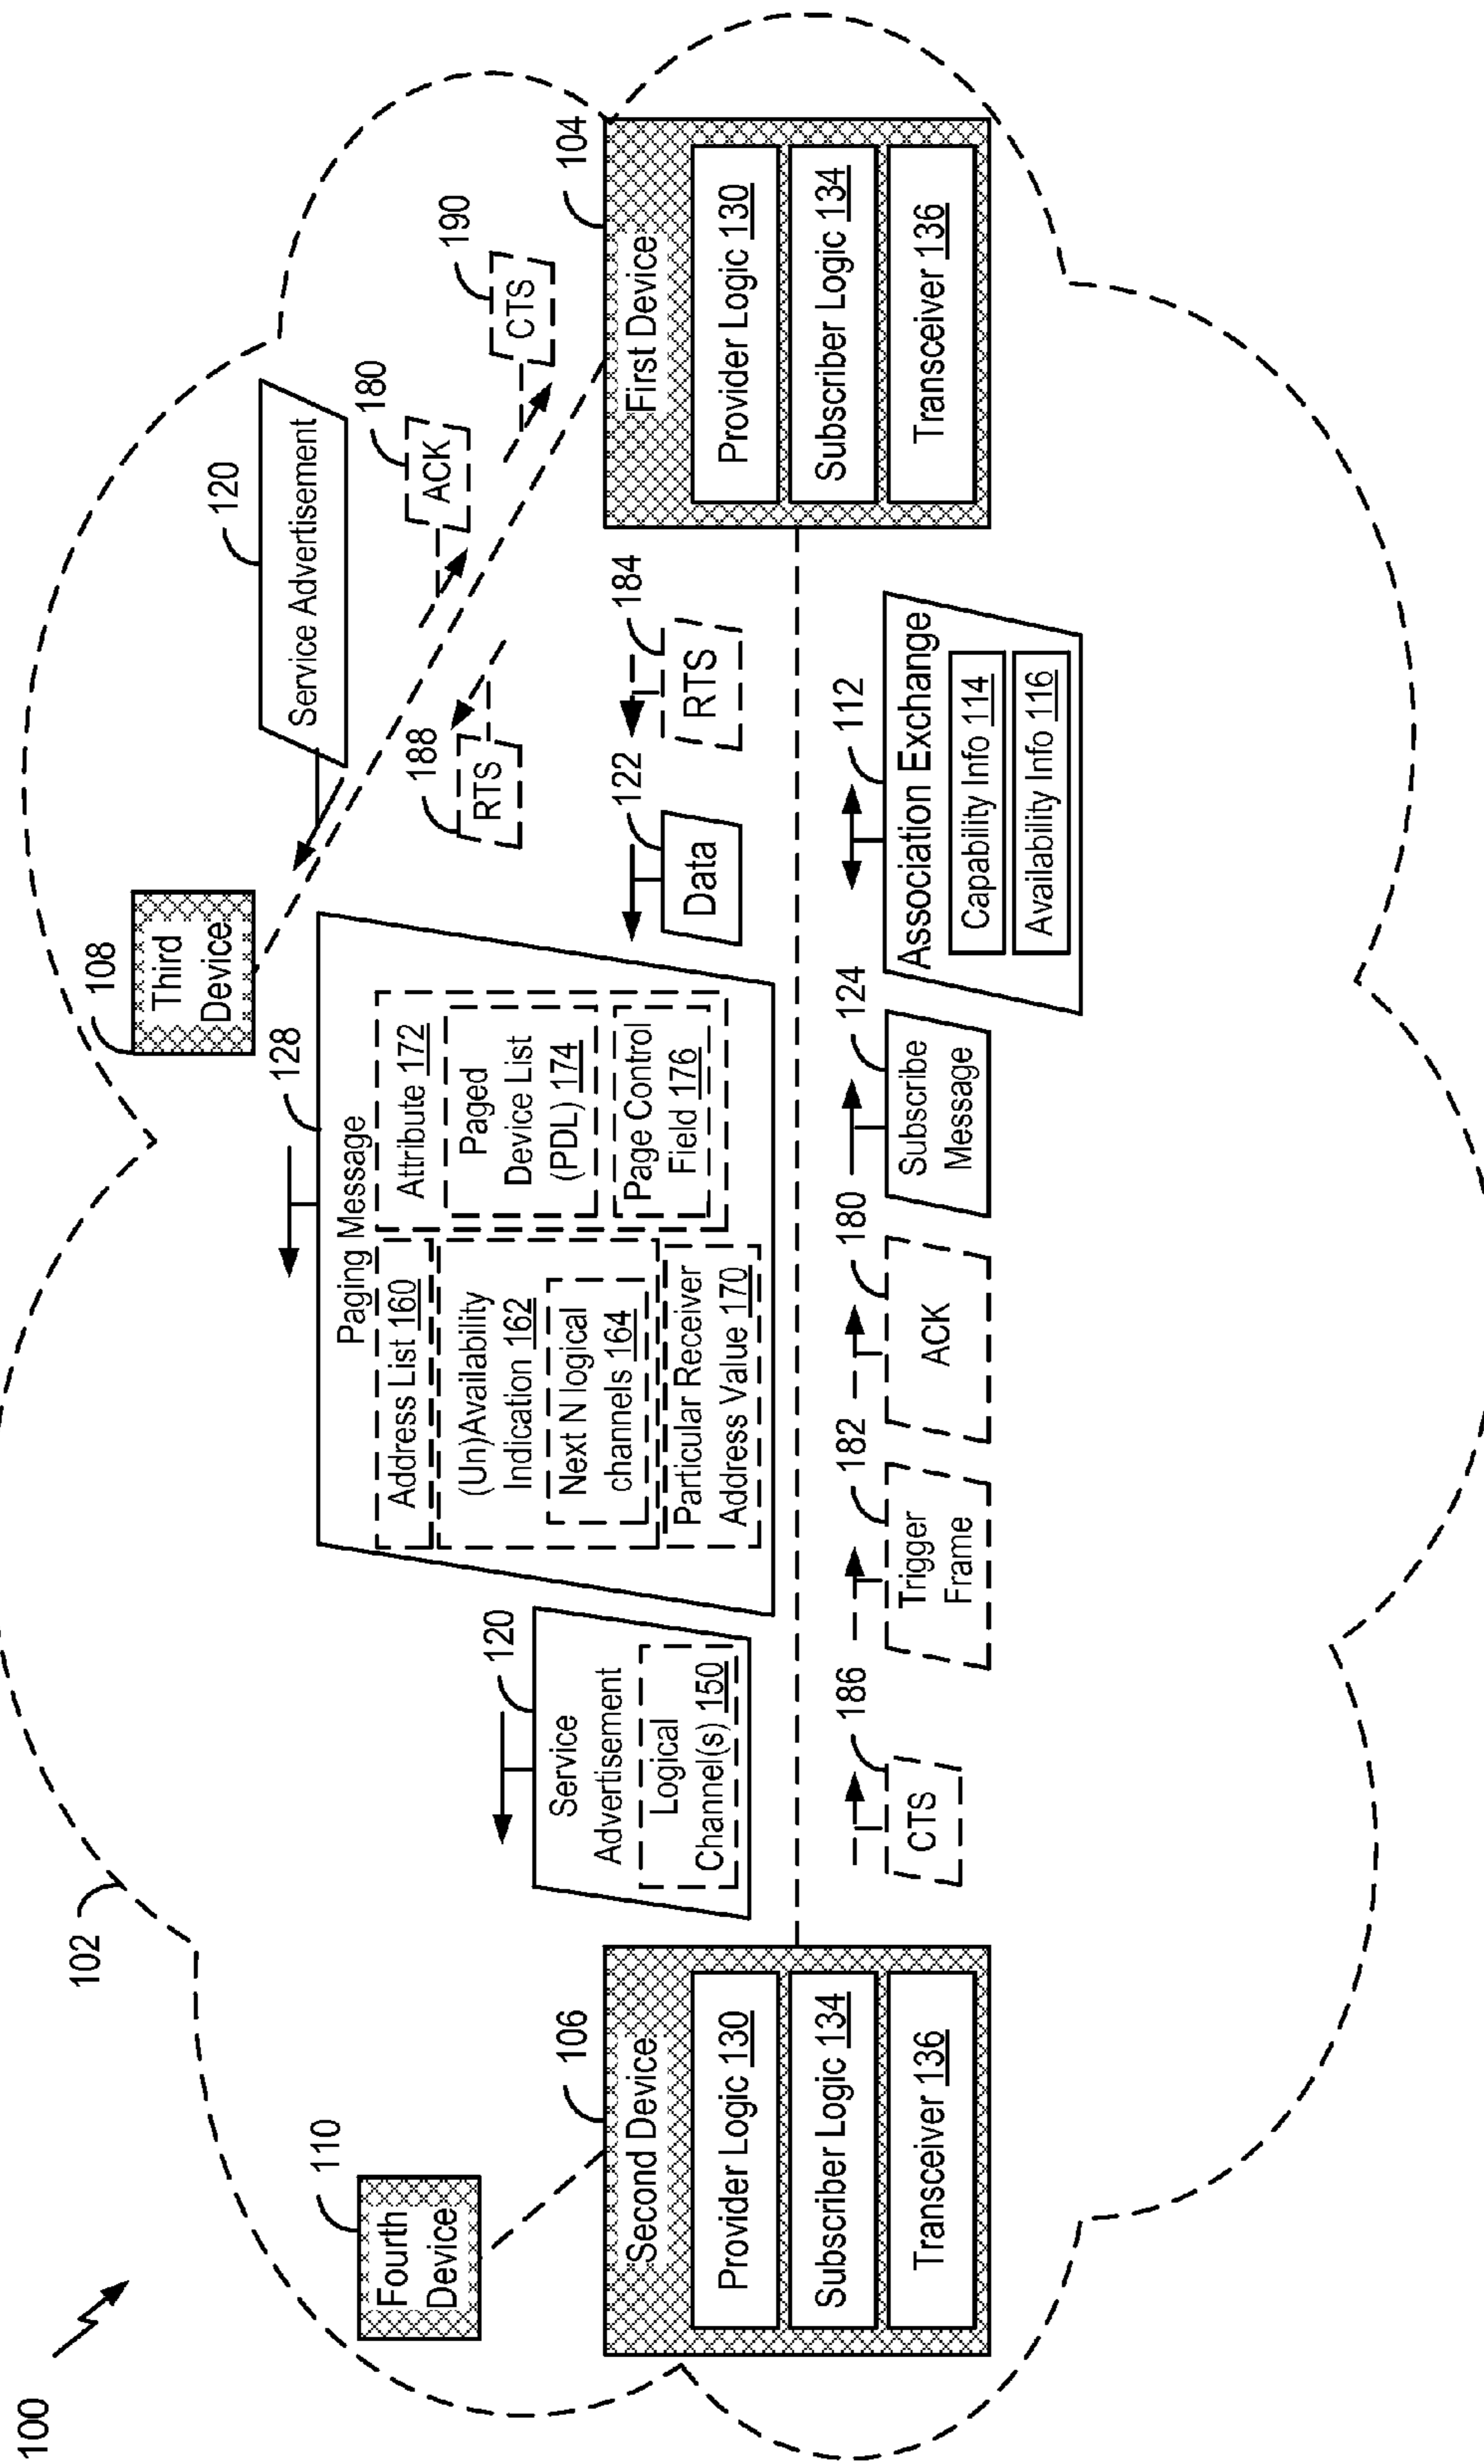 100
102
Fourth
Device
110
Third
Device
108
128
Paging Message
Address List 160
(Un)Availability
Indication 162
Next N logical
channels 164
Particular Receiver
Address Value 170
Attribute 172
Paged
Device List
(PDL) 174
Page Control
Field 176
120
Service Advertisement
180
ACK
190
CTS
188
RTS
120
Service
Advertisement
Logical
Channel(s) 150
122
Data
184
RTS
106
Second Device
Provider Logic 130
Subscriber Logic 134
Transceiver 136
104
First Device
Provider Logic 130
Subscriber Logic 134
Transceiver 136
186
CTS
182
Trigger
Frame
180
ACK
124
Subscribe
Message
112
Association Exchange
Capability Info 114
Availability Info 116